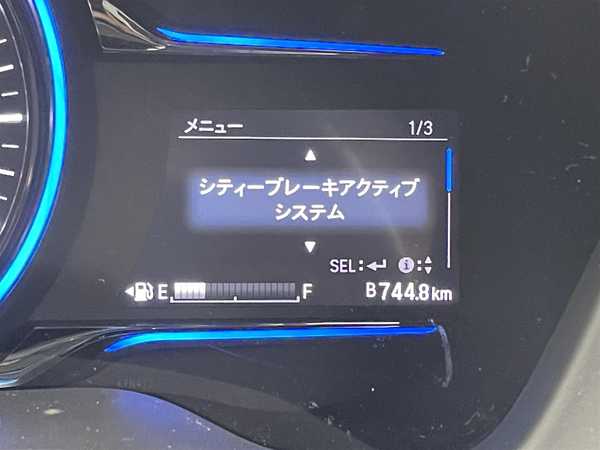 メニュー 1/3
▲
シティーブレーキアクティブ
システム
▼
SEL:↵ i:
E F B744.8km